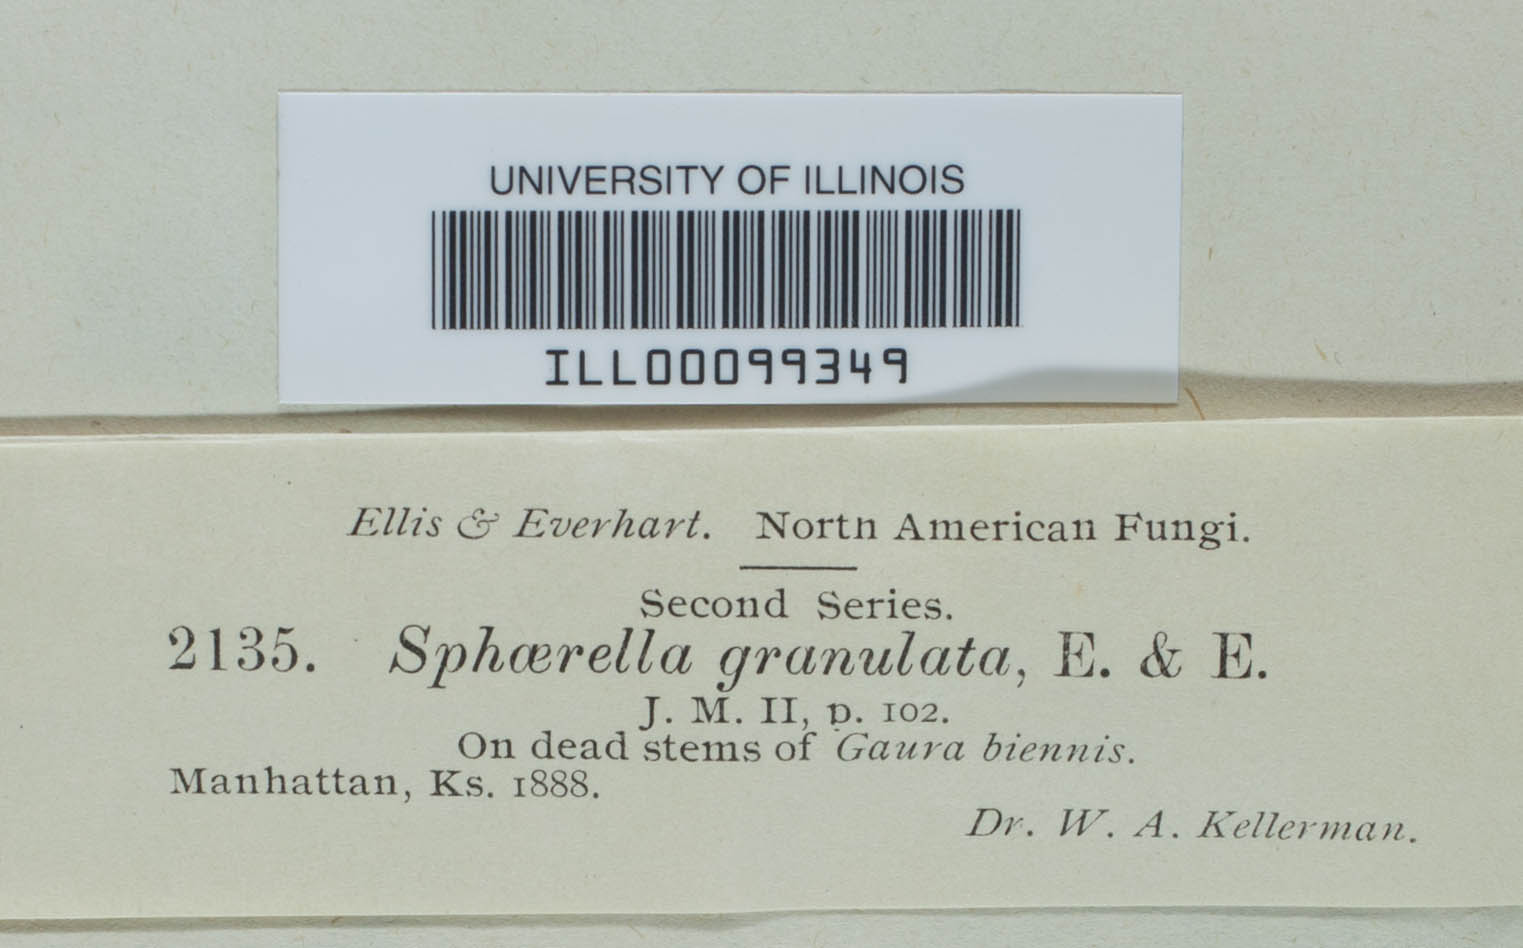 UNIVERSITY OF ILLINOIS
ILL00099349
Ellis & Everhart. North American Fungi.
Second Series.
2135. Sphærella granulata, E. & E.
J. M. II, p. 102.
On dead stems of Gaura biennis.
Manhattan, Ks. 1888.
Dr. W. A. Kellerman.